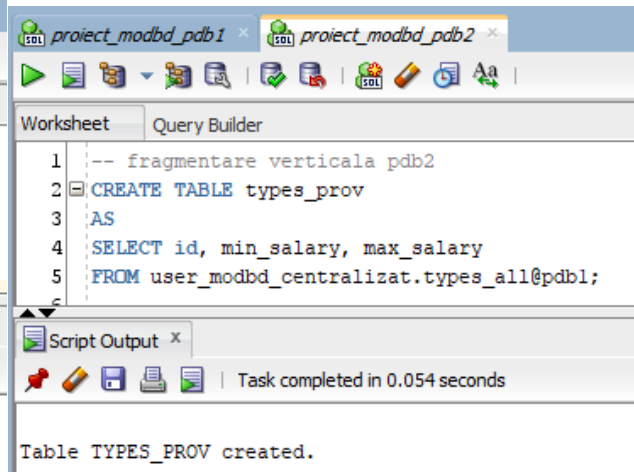 proiect_modbd_pdb1
proiect_modbd_pdb2
Worksheet
Query Builder
1 -- fragmentare verticala pdb2
2 CREATE TABLE types_prov
3 AS
4 SELECT id, min_salary, max_salary
5 FROM user_modbd_centralizat.types_all@pdb1;
Script Output
Task completed in 0.054 seconds
Table TYPES_PROV created.